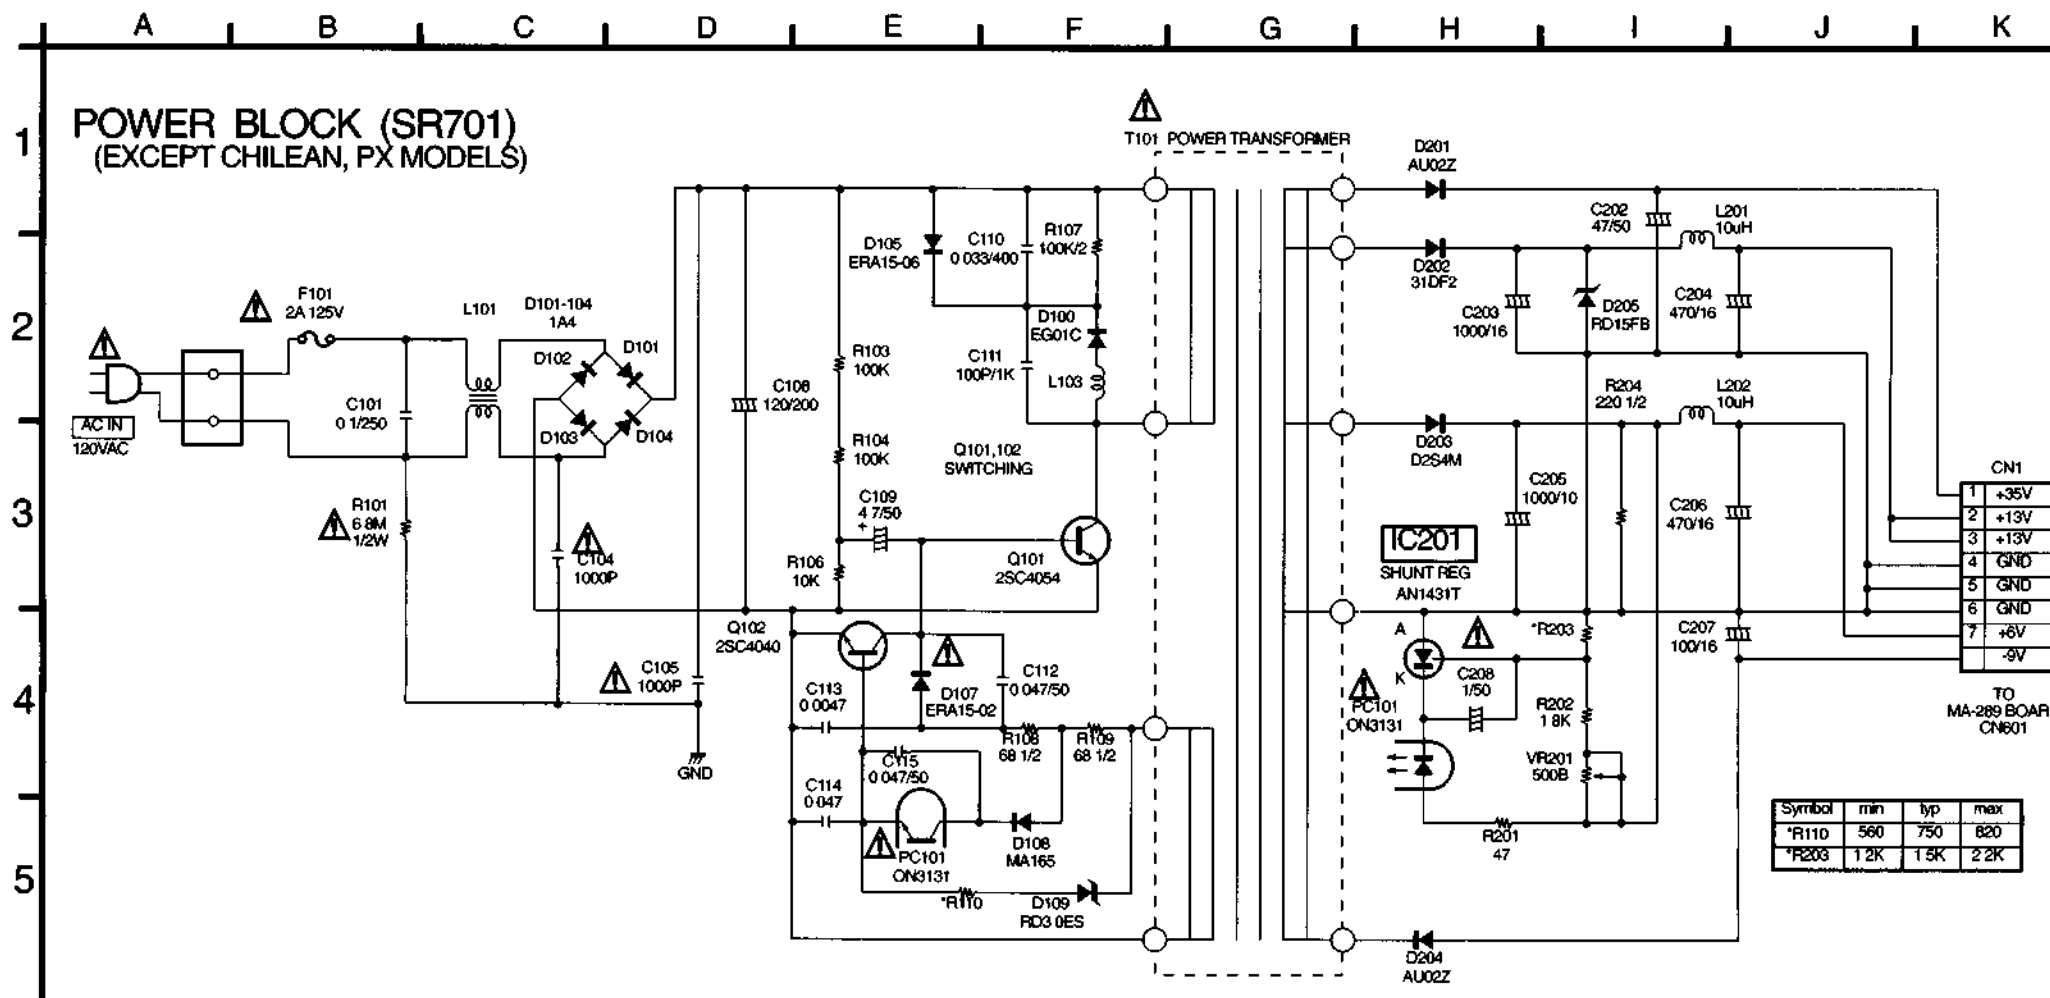 A B C D E F G H I J K
1
2
3
4
5
POWER BLOCK (SR701)
(EXCEPT CHILEAN, PX MODELS)
T101 POWER TRANSFORMER
F101
2A 125V
L101
D101-104
1A4
D102
D101
D103
D104
AC IN
120VAC
C101
0 1/250
R101
6 8M
1/2W
C104
1000P
C105
1000P
GND
C108
120/200
R103
100K
R104
100K
R106
10K
D105
ERA15-06
C110
0 033/400
R107
100K/2
D100
EG01C
C111
100P/1K
L103
Q101,102
SWITCHING
C109
4 7/50
+
Q101
2SC4054
Q102
2SC4040
D107
ERA15-02
C112
0 047/50
C113
0 0047
R108
68 1/2
R109
68 1/2
C115
0 047/50
C114
0 047
PC101
ON3131
D108
MA165
*R110
D109
RD3 0ES
D201
AU02Z
D202
31DF2
C202
47/50
L201
10uH
C203
1000/16
D205
RD15FB
C204
470/16
R204
220 1/2
L202
10uH
D203
D2S4M
C205
1000/10
C206
470/16
IC201
SHUNT REG
AN1431T
A
K
*R203
C207
100/16
C208
1/50
PC101
ON3131
R202
1 8K
VR201
500B
R201
47
D204
AU02Z
CN1
1 +35V
2 +13V
3 +13V
4 GND
5 GND
6 GND
7 +6V
-9V
TO
MA-289 BOAR
CN601
Symbol min typ max
*R110 560 750 820
*R203 1 2K 1 5K 2 2K